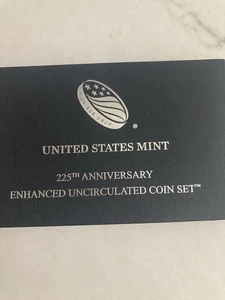 ®
UNITED STATES MINT
225TH ANNIVERSARY
ENHANCED UNCIRCULATED COIN SET™